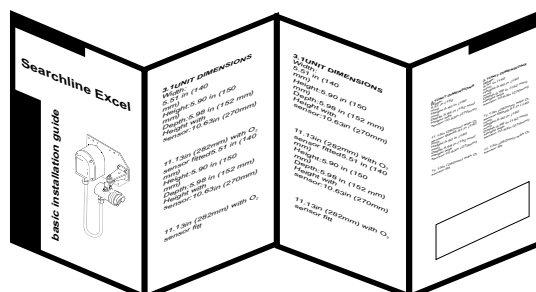 Searchline Excel
basic installation guide
3.1UNIT DIMENSIONS
Width:
5.51 in (140
mm)
Height:5.90 in (150
mm)
Depth:5.98 in (152 mm)
Height with
sensor:10.63in (270mm)
11.13in (282mm) with O₂
sensor fitted5.51 in (140
mm)
Height:5.90 in (150
mm)
Depth:5.98 in (152 mm)
Height with
sensor:10.63in (270mm)
11.13in (282mm) with O₂
sensor fitt
3.1UNIT DIMENSIONS
Width:
5.51 in (140
mm)
Height:5.90 in (150
mm)
Depth:5.98 in (152 mm)
Height with
sensor:10.63in (270mm)
11.13in (282mm) with O₂
sensor fitted5.51 in (140
mm)
Height:5.90 in (150
mm)
Depth:5.98 in (152 mm)
Height with
sensor:10.63in (270mm)
11.13in (282mm) with O₂
sensor fitt